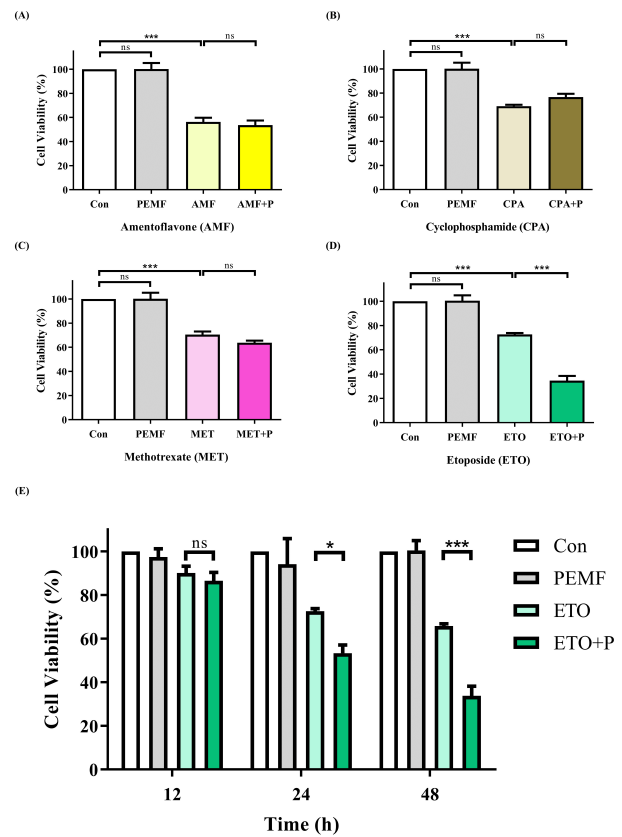 (A)
***
ns
ns
Cell Viability (%)
100
80
60
40
20
0
Con PEMF AMF AMF+P
Amentoflavone (AMF)
(B)
***
ns
ns
Cell Viability (%)
100
80
60
40
20
0
Con PEMF CPA CPA+P
Cyclophosphamide (CPA)
(C)
***
ns
ns
Cell Viability (%)
100
80
60
40
20
0
Con PEMF MET MET+P
Methotrexate (MET)
(D)
***
***
ns
Cell Viability (%)
100
80
60
40
20
0
Con PEMF ETO ETO+P
Etoposide (ETO)
(E)
ns
*
***
Cell Viability (%)
100
80
60
40
20
0
12 24 48
Time (h)
Con
PEMF
ETO
ETO+P